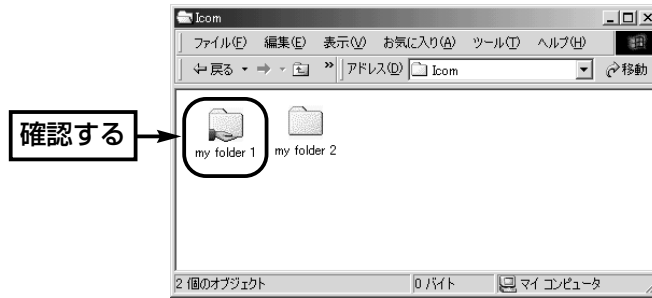 Icom
ファイル(F) 編集(E) 表示(V) お気に入り(A) ツール(T) ヘルプ(H)
戻る » アドレス(D) Icom 移動
確認する
my folder 1 my folder 2
2 個のオブジェクト 0 バイト マイ コンピュータ